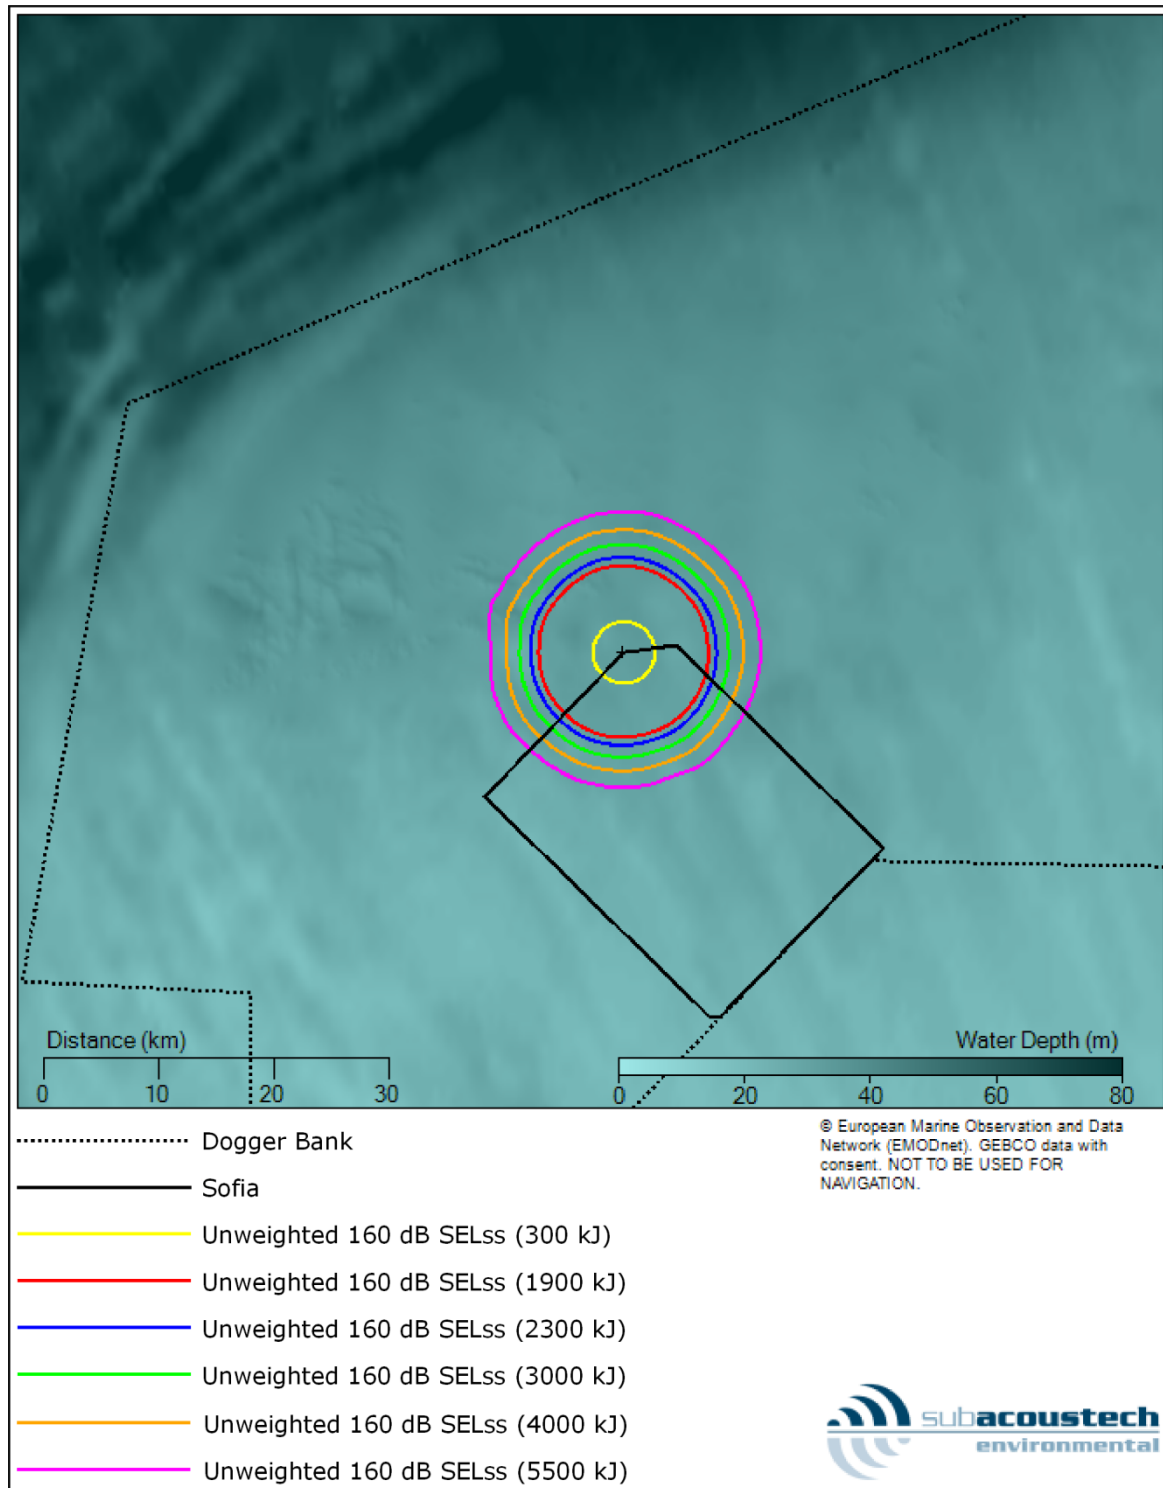 Distance (km)
0 10 20 30
Water Depth (m)
0 20 40 60 80
© European Marine Observation and Data
Network (EMODnet). GEBCO data with
consent. NOT TO BE USED FOR
NAVIGATION.
Dogger Bank
Sofia
Unweighted 160 dB SELss (300 kJ)
Unweighted 160 dB SELss (1900 kJ)
Unweighted 160 dB SELss (2300 kJ)
Unweighted 160 dB SELss (3000 kJ)
Unweighted 160 dB SELss (4000 kJ)
Unweighted 160 dB SELss (5500 kJ)
subacoustech
environmental